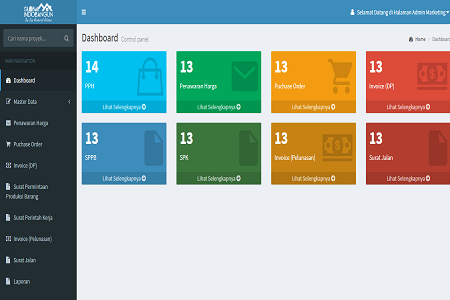 INDOBANGUN
Selamat Datang di Halaman Admin Marketing
Cari nama proyek...
Dashboard Control panel
Home > Dashboard
MAIN NAVIGATION
Dashboard
Master Data
Penawaran Harga
Puchase Order
Invoice (DP)
Surat Permintaan
Produksi Barang
Surat Perintah Kerja
Invoice (Pelunasan)
Surat Jalan
Laporan
14
PPH
Lihat Selengkapnya
13
Penawaran Harga
Lihat Selengkapnya
13
Puchase Order
Lihat Selengkapnya
13
Invoice (DP)
Lihat Selengkapnya
13
SPPB
Lihat Selengkapnya
13
SPK
Lihat Selengkapnya
13
Invoice (Pelunasan)
Lihat Selengkapnya
13
Surat Jalan
Lihat Selengkapnya